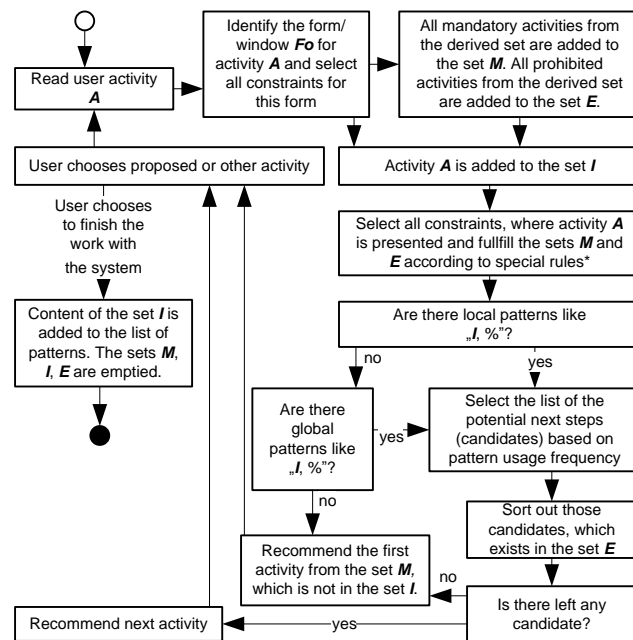 Read user activity
A
Identify the form/
window Fo for
activity A and select
all constraints for
this form
All mandatory activities from
the derived set are added to
the set M. All prohibited
activities from the derived set
are added to the set E.
User chooses proposed or other activity
Activity A is added to the set I
User chooses
to finish the
work with
the system
Select all constraints, where activity A
is presented and fullfill the sets M and
E according to special rules*
Content of the set I is
added to the list of
patterns. The sets M,
I, E are emptied.
Are there local patterns like
„I, %”?
no
yes
Are there
global
patterns like
„I, %”?
yes
Select the list of the
potential next steps
(candidates) based on
pattern usage frequency
no
Sort out those
candidates, which
exists in the set E
Recommend the first
activity from the set M,
which is not in the set I.
no
Is there left any
candidate?
yes
Recommend next activity